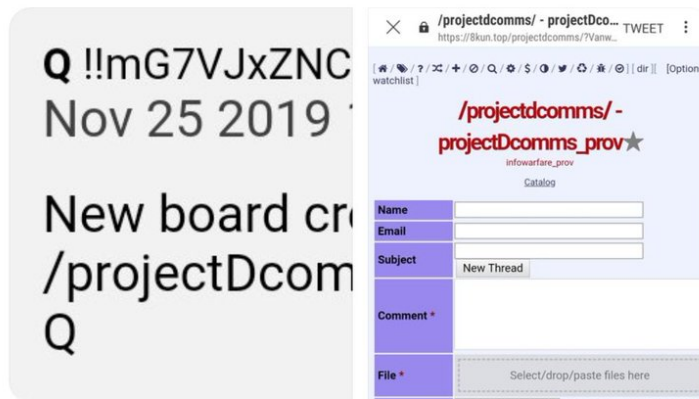 Q !!mG7VJxZNC
Nov 25 2019
New board
/projectDcom
Q
/projectdcomms/ - projectDco...
https://8kun.top/projectdcomms/?Vanw...
TWEET
[ / / ? / / + / / / / $ / / / / / ] [ dir ][ [Option
watchlist ]
/projectdcomms/ -
projectDcomms_prov★
infowarfare_prov
Catalog
Name
Email
Subject
New Thread
Comment *
File *
Select/drop/paste files here